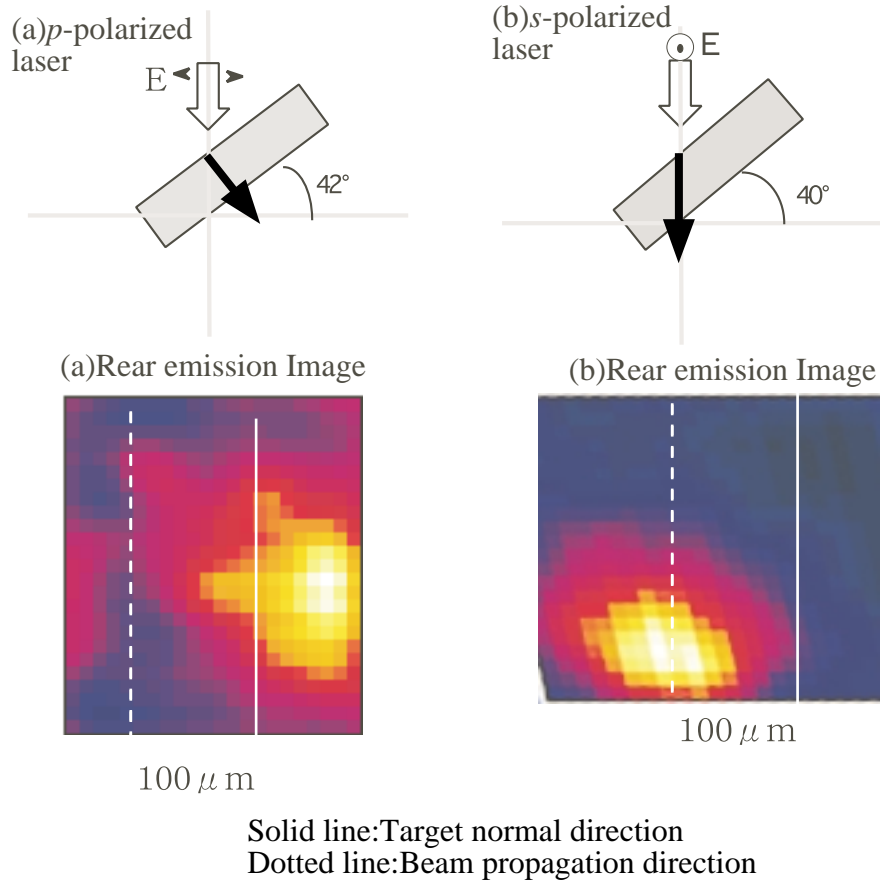 (a)p-polarized
laser
E
42°
(b)s-polarized
laser
E
40°
(a)Rear emission Image
(b)Rear emission Image
100 μ m
100 μ m
Solid line:Target normal direction
Dotted line:Beam propagation direction